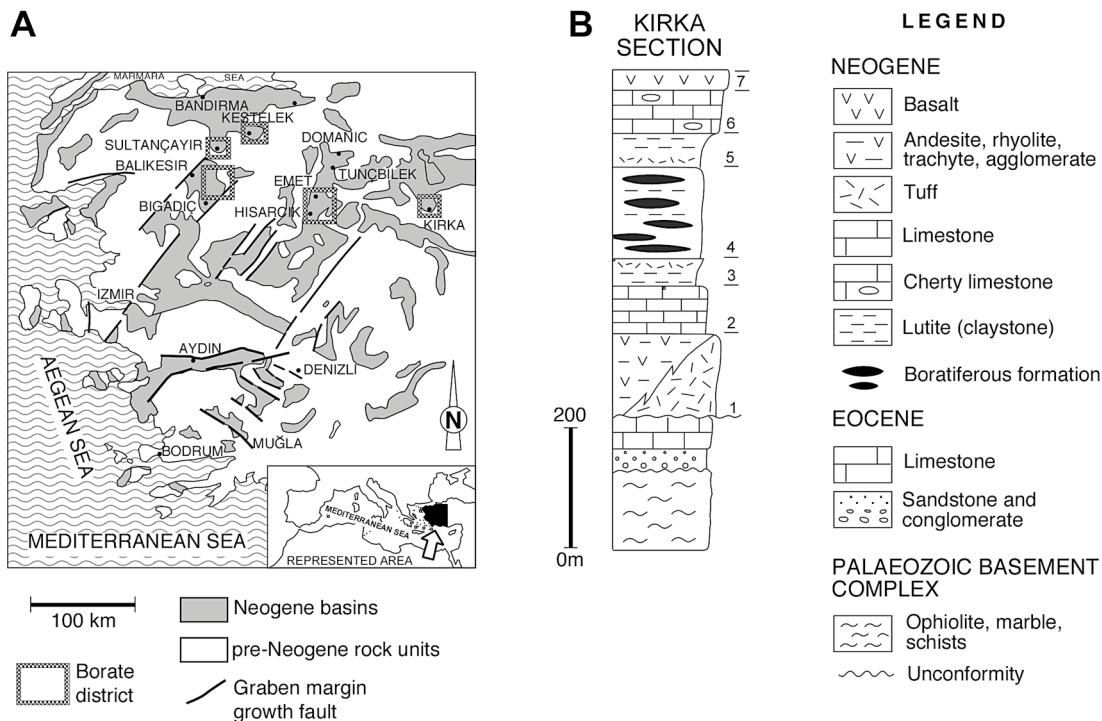 A
MARMARA SEA
BANDIRMA
KESTELEK
SULTANÇAYIR
DOMANIC
BALIKESIR
TUNÇBILEK
EMET
BIGADIÇ
HISARCIK
KIRKA
IZMIR
AYDIN
DENIZLI
AEGEAN SEA
N
MUĞLA
BODRUM
MEDITERRANEAN SEA
MEDITERRANEAN SEA
REPRESENTED AREA
100 km
Borate
district
Neogene basins
pre-Neogene rock units
Graben margin
growth fault
B
KIRKA
SECTION
7
6
5
4
3
2
1
200
0m
LEGEND
NEOGENE
Basalt
Andesite, rhyolite,
trachyte, agglomerate
Tuff
Limestone
Cherty limestone
Lutite (claystone)
Boratiferous formation
EOCENE
Limestone
Sandstone and
conglomerate
PALAEOZOIC BASEMENT
COMPLEX
Ophiolite, marble,
schists
Unconformity